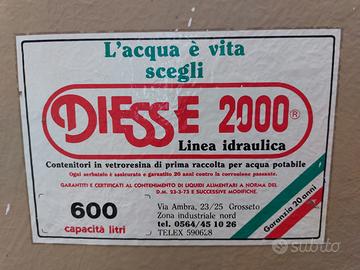 L'acqua è vita
scegli
DIESSE 2000®
Linea idraulica
Contenitori in vetroresina di prima raccolta per acqua potabile
Ogni serbatoio è assicurato e garantito 20 anni contro la corrosione passante.
GARANTITI E CERTIFICATI AL CONTENIMENTO DI LIQUIDI ALIMENTARI A NORMA DEL
D.M. 23-3-73 E SUCCESSIVE MODIFICHE.
600
capacità litri
Via Ambra, 23/25 Grosseto
Zona industriale nord
tel. 0564/45 10 26
TELEX 590628
Garanzia 20 anni
subito